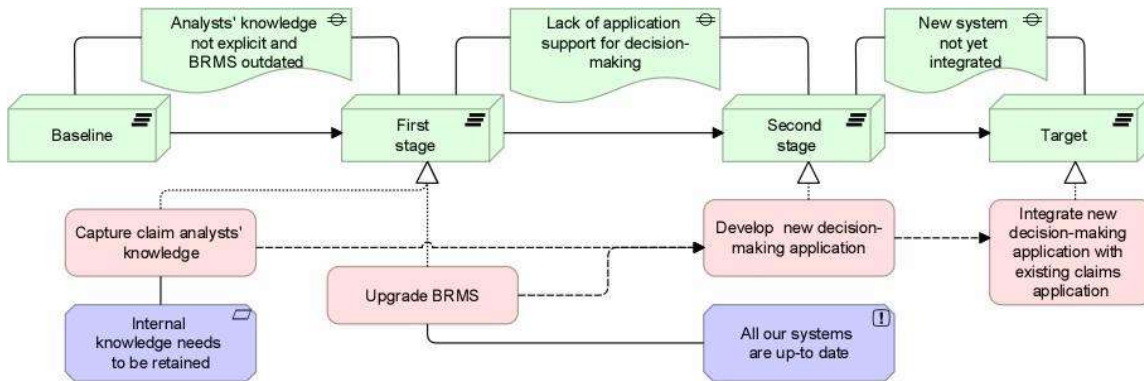 Analysts' knowledge
not explicit and
BRMS outdated
Lack of application
support for decision-
making
New system
not yet
integrated
Baseline
First
stage
Second
stage
Target
Capture claim analysts'
knowledge
Develop new decision-
making application
Integrate new
decision-making
application with
existing claims
application
Upgrade BRMS
Internal
knowledge needs
to be retained
All our systems
are up-to date